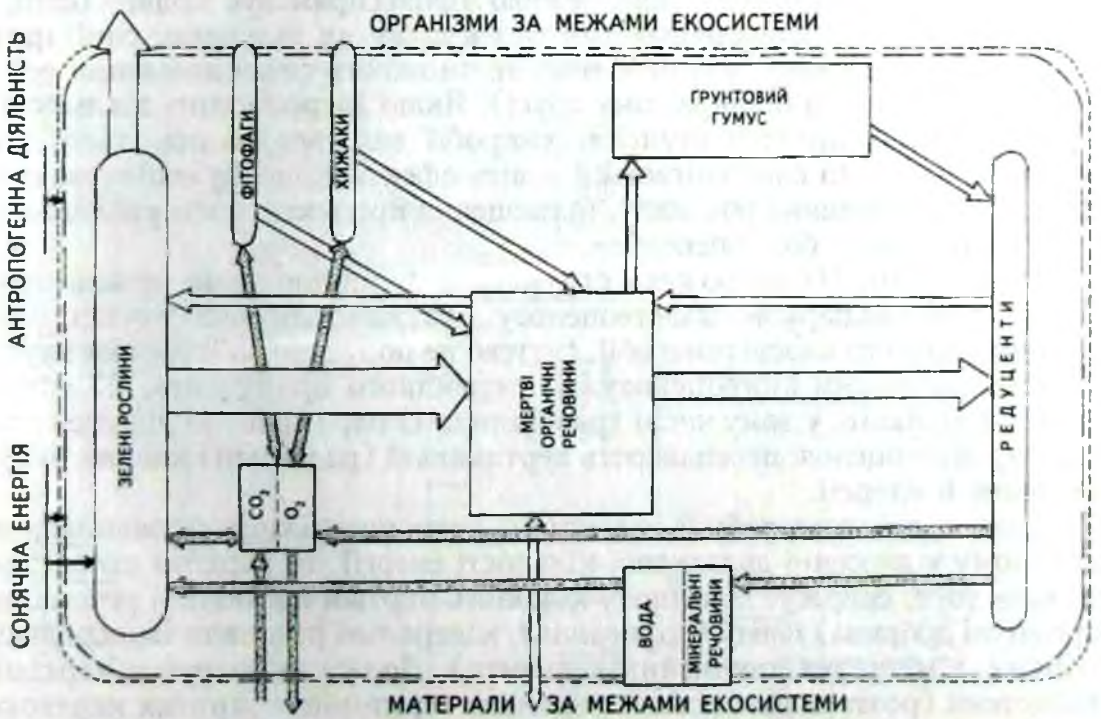 ОРГАНІЗМИ ЗА МЕЖАМИ ЕКОСИСТЕМИ
АНТРОПОГЕННА ДІЯЛЬНІСТЬ
СОНЯЧНА ЕНЕРГІЯ
ЗЕЛЕНІ РОСЛИНИ
ФІТОФАГИ
ХИЖАКИ
ГРУНТОВИЙ
ГУМУС
МЕРТВІ
ОРГАНІЧНІ
РЕЧОВИНИ
РЕДУЦЕНТИ
CO₂
O₂
ВОДА
МІНЕРАЛЬНІ
РЕЧОВИНИ
МАТЕРІАЛИ ЗА МЕЖАМИ ЕКОСИСТЕМИ